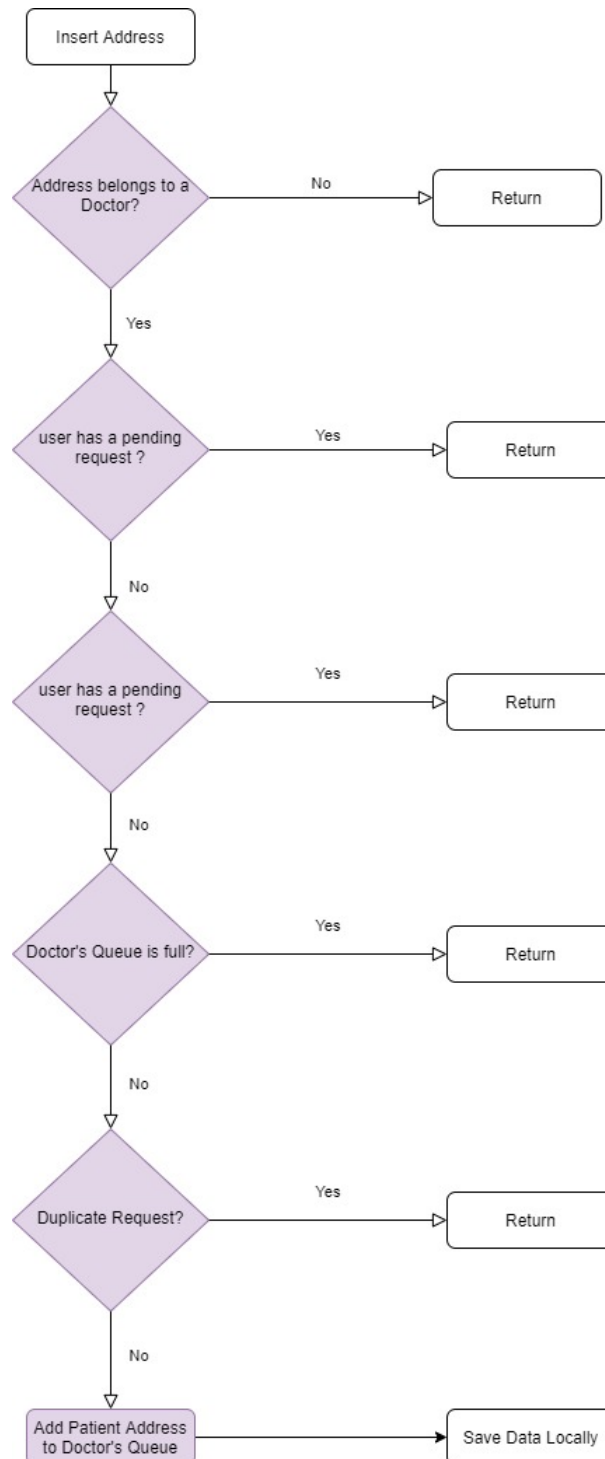 Insert Address
Address belongs to a
Doctor?
No
Return
Yes
user has a pending
request ?
Yes
Return
No
user has a pending
request ?
Yes
Return
No
Doctor's Queue is full?
Yes
Return
No
Duplicate Request?
Yes
Return
No
Add Patient Address
to Doctor's Queue
Save Data Locally